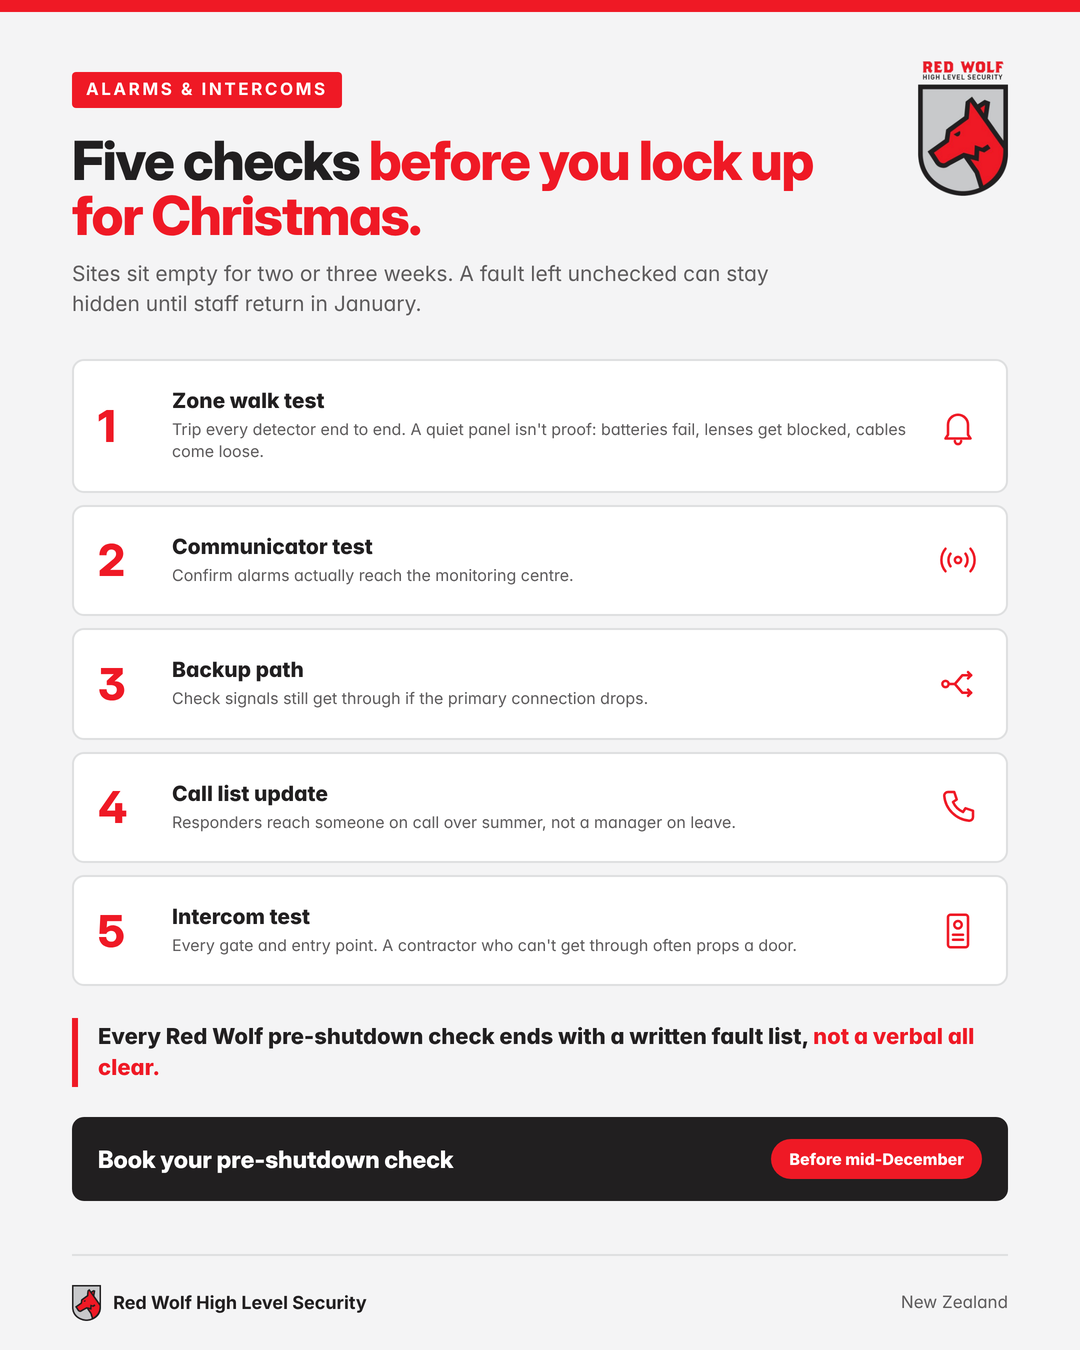 RED WOLF
HIGH LEVEL SECURITY
ALARMS & INTERCOMS
Five checks before you lock up
for Christmas.
Sites sit empty for two or three weeks. A fault left unchecked can stay
hidden until staff return in January.
1
Zone walk test
Trip every detector end to end. A quiet panel isn't proof: batteries fail, lenses get blocked, cables
come loose.
2
Communicator test
Confirm alarms actually reach the monitoring centre.
3
Backup path
Check signals still get through if the primary connection drops.
4
Call list update
Responders reach someone on call over summer, not a manager on leave.
5
Intercom test
Every gate and entry point. A contractor who can't get through often props a door.
Every Red Wolf pre-shutdown check ends with a written fault list, not a verbal all
clear.
Book your pre-shutdown check
Before mid-December
Red Wolf High Level Security
New Zealand